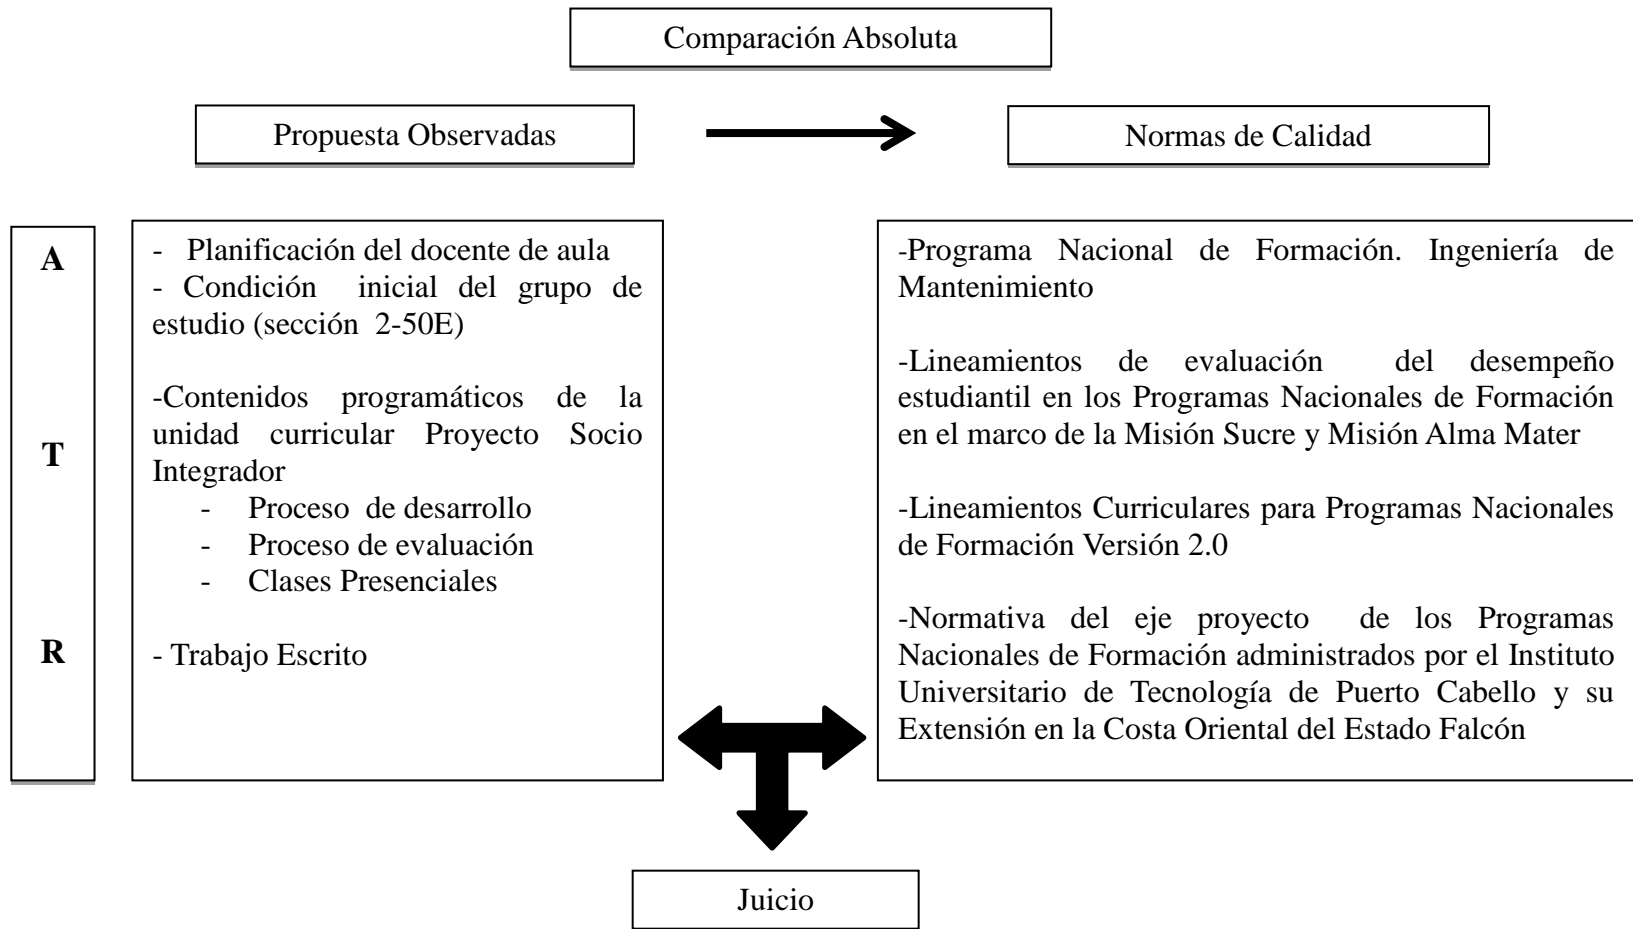 Comparación Absoluta
Propuesta Observadas
Normas de Calidad
A
T
R
- Planificación del docente de aula
- Condición inicial del grupo de
estudio (sección 2-50E)
-Contenidos programáticos de la
unidad curricular Proyecto Socio
Integrador
- Proceso de desarrollo
- Proceso de evaluación
- Clases Presenciales
- Trabajo Escrito
-Programa Nacional de Formación. Ingeniería de
Mantenimiento
-Lineamientos de evaluación del desempeño
estudiantil en los Programas Nacionales de Formación
en el marco de la Misión Sucre y Misión Alma Mater
-Lineamientos Curriculares para Programas Nacionales
de Formación Versión 2.0
-Normativa del eje proyecto de los Programas
Nacionales de Formación administrados por el Instituto
Universitario de Tecnología de Puerto Cabello y su
Extensión en la Costa Oriental del Estado Falcón
Juicio